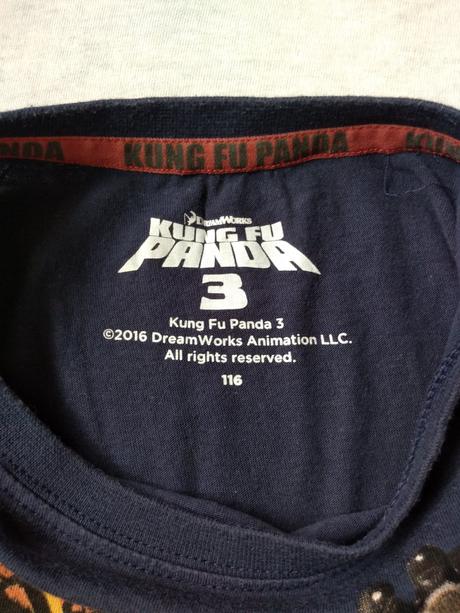 PANDA KUNG FU PANDA
DREAMWORKS
KUNG FU
PANDA
3
Kung Fu Panda 3
©2016 DreamWorks Animation LLC.
All rights reserved.
116